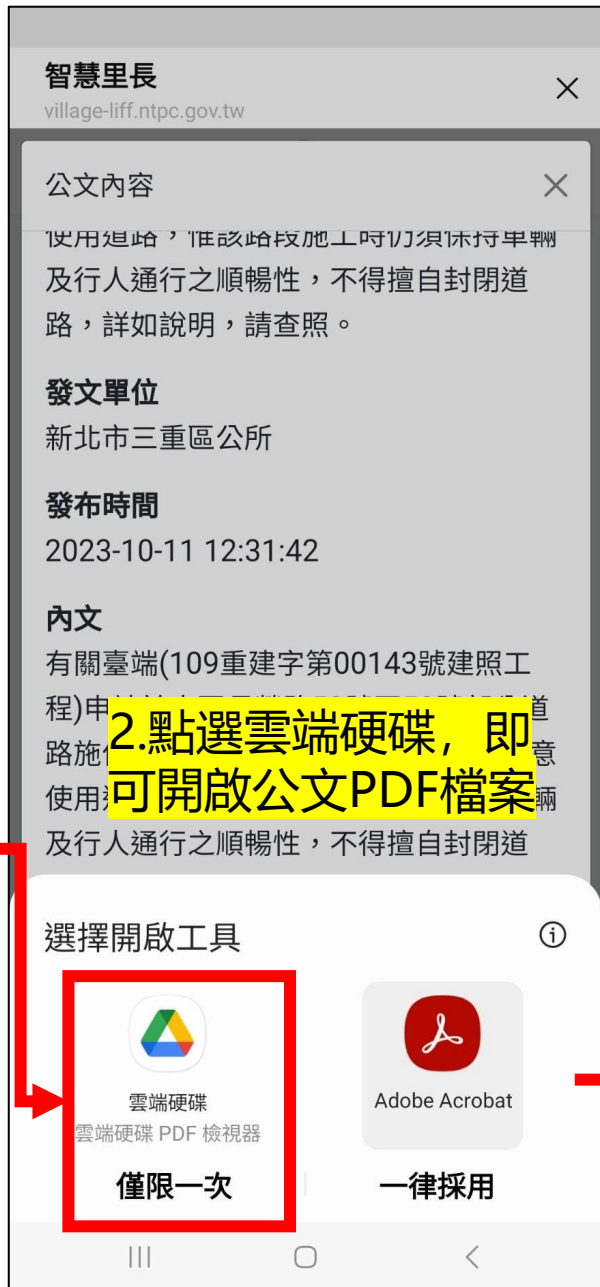 智慧里長
village-liff.ntpc.gov.tw
公文內容
使用道路，惟該路段施工時仍須保持車輛
及行人通行之順暢性，不得擅自封閉道
路，詳如說明，請查照。
發文單位
新北市三重區公所
發布時間
2023-10-11 12:31:42
內文
有關臺端(109重建字第00143號建照工
程)申 道
路施 意
使用 輛
2.點選雲端硬碟，即
可開啟公文PDF檔案
及行人通行之順暢性，不得擅自封閉道
選擇開啟工具
雲端硬碟
雲端硬碟 PDF 檢視器
Adobe Acrobat
僅限一次
一律採用